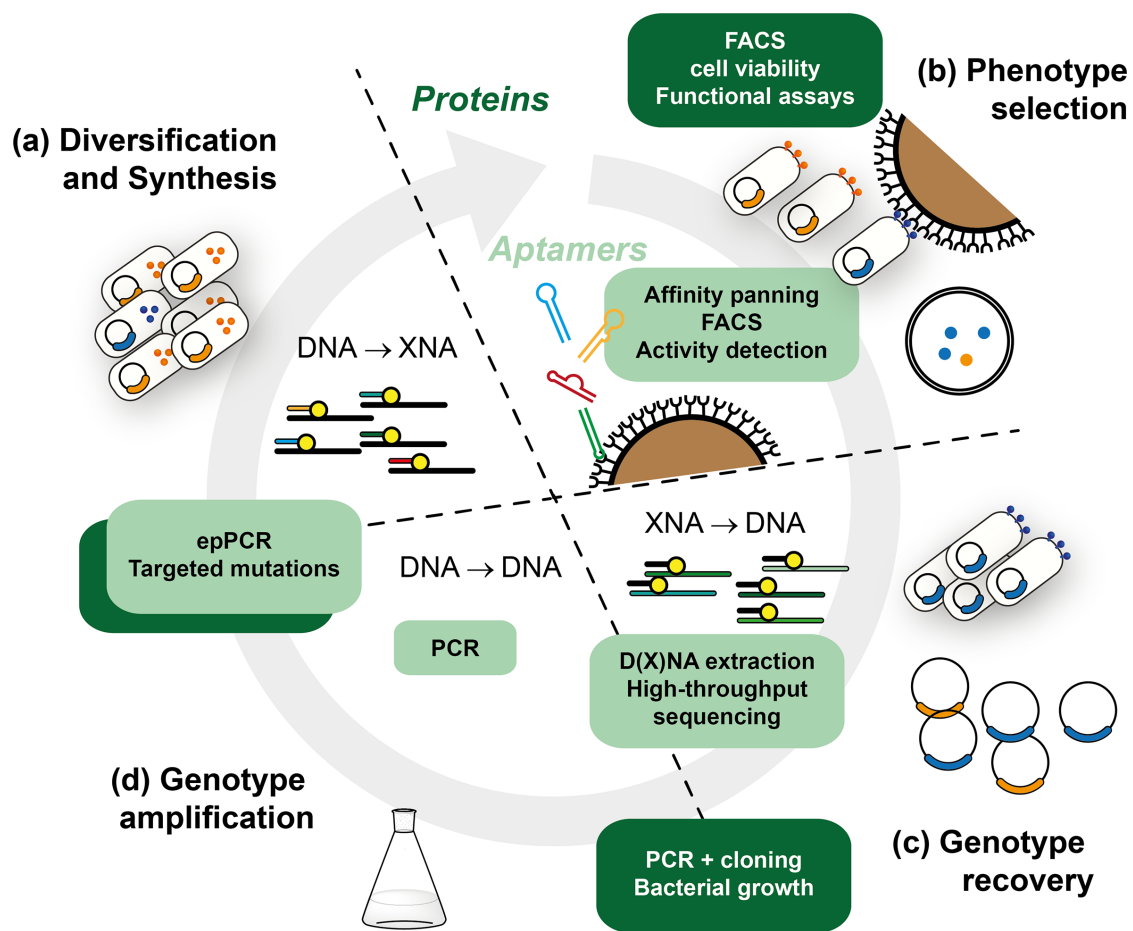 FACS
cell viability
Functional assays
(b) Phenotype
selection
Proteins
(a) Diversification
and Synthesis
Aptamers
Affinity panning
FACS
Activity detection
DNA → XNA
XNA → DNA
epPCR
Targeted mutations
DNA → DNA
PCR
D(X)NA extraction
High-throughput
sequencing
(d) Genotype
amplification
PCR + cloning
Bacterial growth
(c) Genotype
recovery